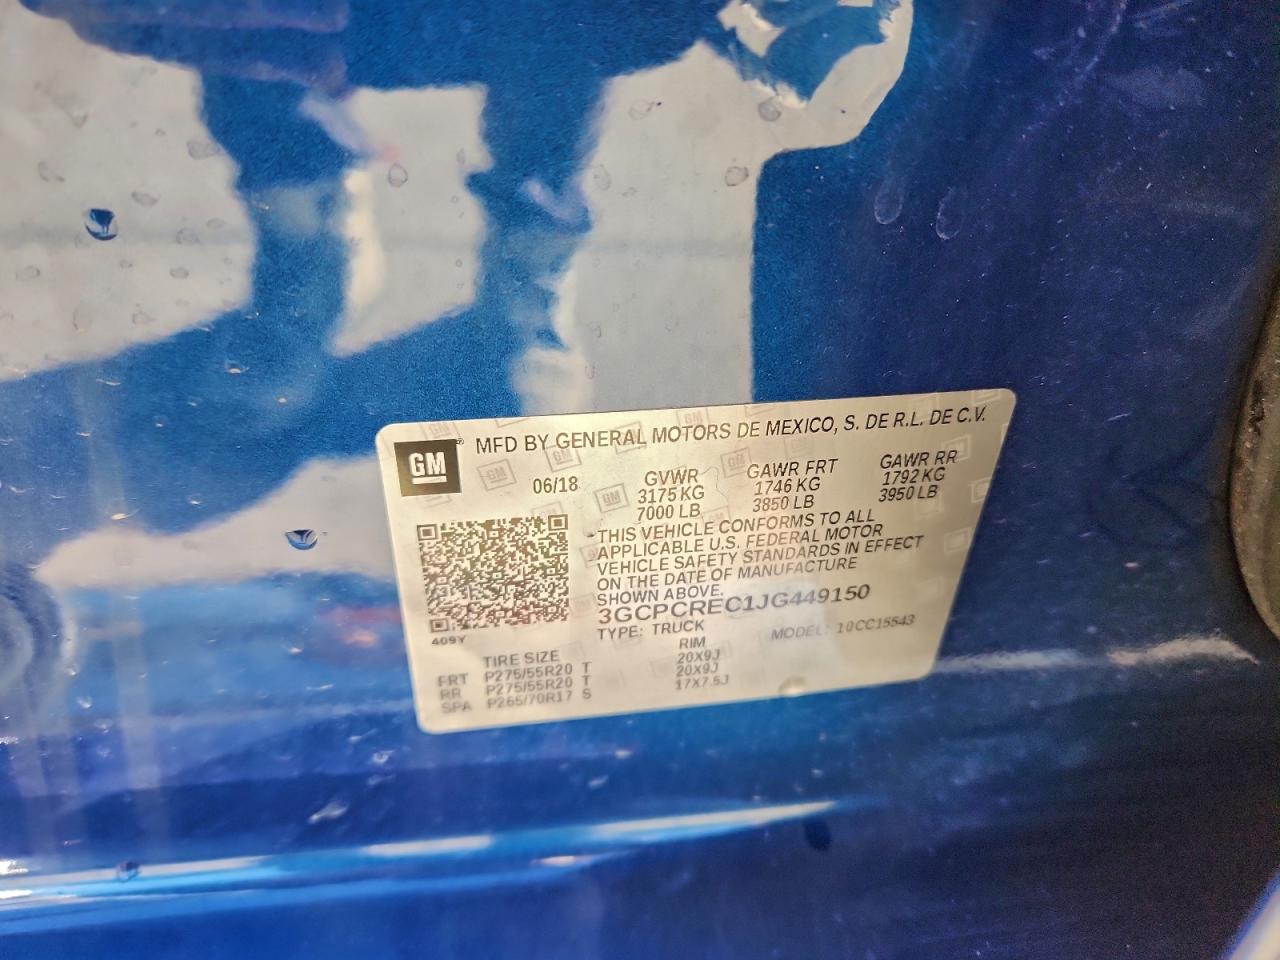 GM
MFD BY GENERAL MOTORS DE MEXICO, S. DE R.L. DE C.V.
06/18
GVWR GAWR FRT GAWR RR
3175 KG 1746 KG 1792 KG
7000 LB 3850 LB 3950 LB
THIS VEHICLE CONFORMS TO ALL
APPLICABLE U.S. FEDERAL MOTOR
VEHICLE SAFETY STANDARDS IN EFFECT
ON THE DATE OF MANUFACTURE
SHOWN ABOVE.
3GCPCREC1JG449150
TYPE: TRUCK MODEL: 10CC15543
409Y
TIRE SIZE RIM
FRT P275/55R20 T 20X9J
RR P275/55R20 T 20X9J
SPA P265/70R17 S 17X7.5J